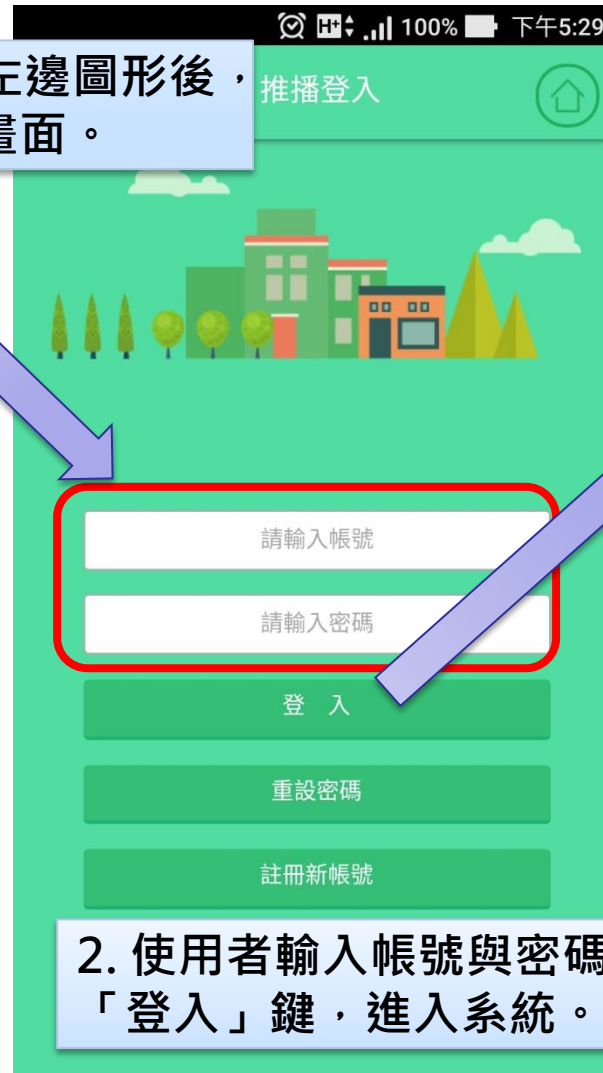 H+ 100% 下午5:29
左邊圖形後,
畫面。
推播登入
請輸入帳號
請輸入密碼
登 入
重設密碼
註冊新帳號
2. 使用者輸入帳號與密碼
「登入」鍵,進入系統。